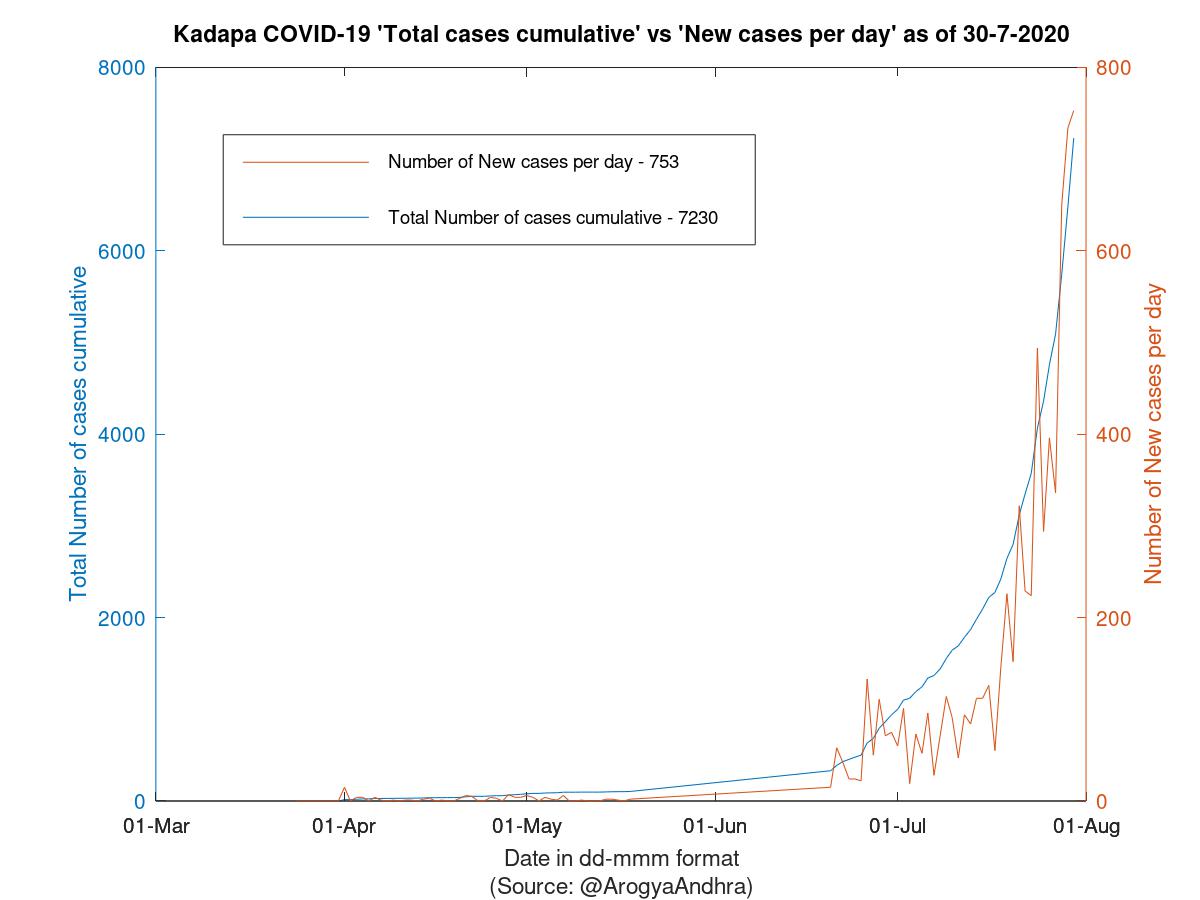 Kadapa COVID-19 'Total cases cumulative' vs 'New cases per day' as of 30-7-2020
8000
6000
4000
2000
0
Total Number of cases cumulative
Number of New cases per day - 753
Total Number of cases cumulative - 7230
800
600
400
200
0
Number of New cases per day
01-Mar 01-Apr 01-May 01-Jun 01-Jul 01-Aug
Date in dd-mmm format
(Source: @ArogyaAndhra)